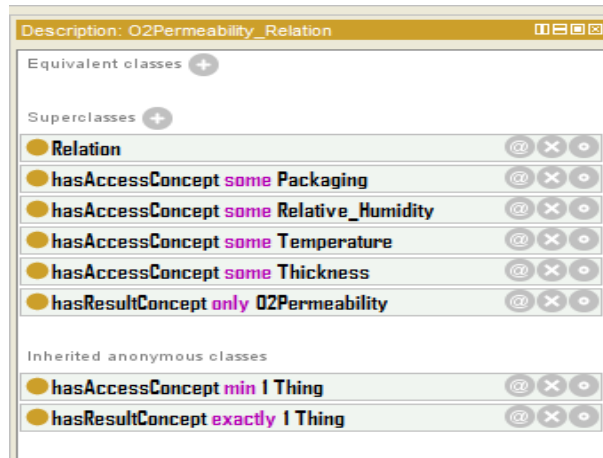 Description: O2Permeability_Relation
Equivalent classes
Superclasses
Relation
hasAccessConcept some Packaging
hasAccessConcept some Relative_Humidity
hasAccessConcept some Temperature
hasAccessConcept some Thickness
hasResultConcept only O2Permeability
Inherited anonymous classes
hasAccessConcept min 1 Thing
hasResultConcept exactly 1 Thing